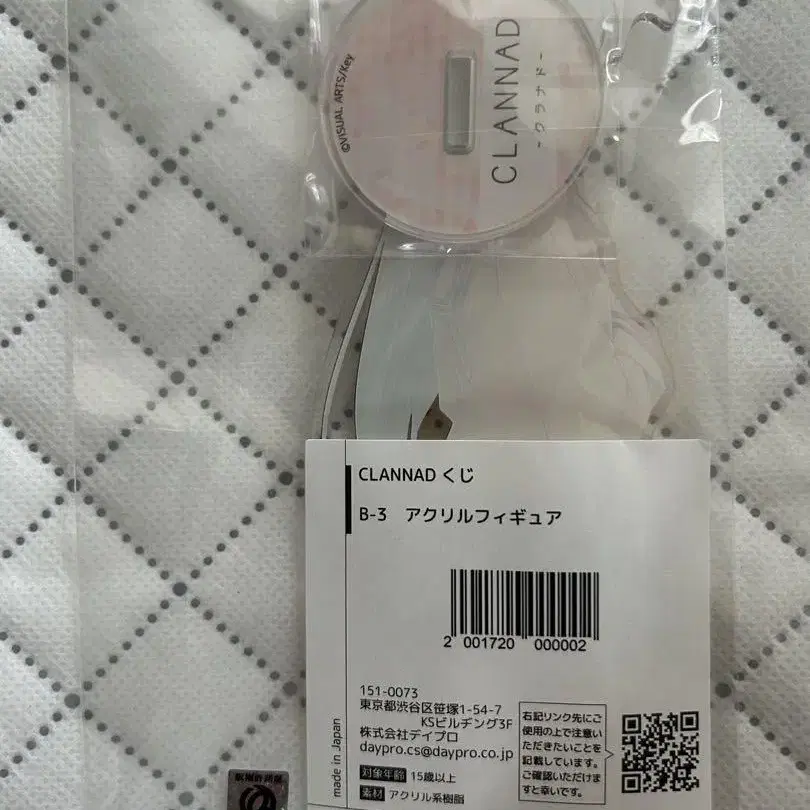 ©VISUAL ARTS/Key
CLANNAD
-クラナド-
CLANNAD くじ
B-3　アクリルフィギュア
2 001720 000002
151-0073
東京都渋谷区笹塚1-54-7
KSビルヂング3F
株式会社デイプロ
daypro.cs@daypro.co.jp
対象年齢 15歳以上
素材 アクリル系樹脂
右記リンク先にご
使用の上で注意い
ただきたいことを
記載しています。
ご確認いただけま
すと幸いです。
made in Japan